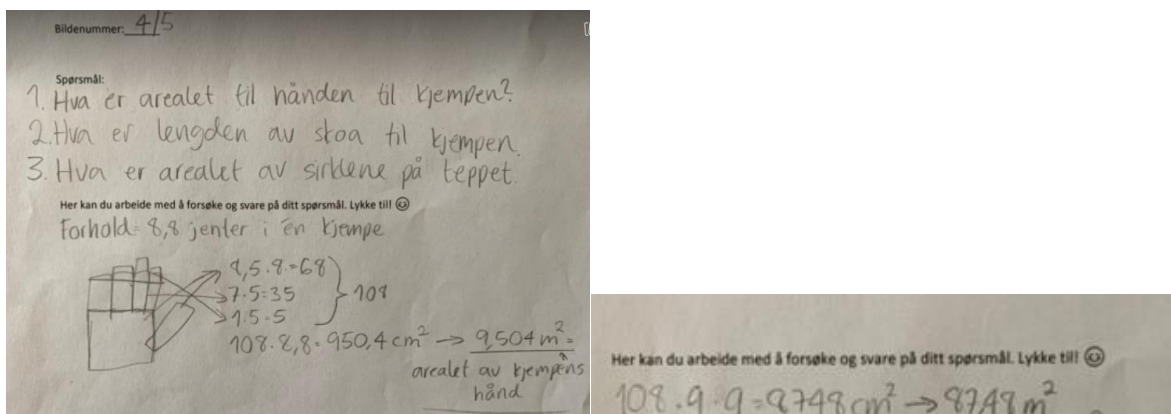 Bildenummer: 4/5
Spørsmål:
1. Hva er arealet til hånden til kjempen?
2. Hva er lengden av skoa til kjempen.
3. Hva er arealet av sirklene på teppet.
Her kan du arbeide med å forsøke og svare på ditt spørsmål. Lykke til! ☺
Forhold: 8,8 jenter i én kjempe
8,5·8=68
7·5=35
1·5=5
} 108
108·8,8=950,4 cm² → 9,504 m² =
arealet av kjempens
hånd
Her kan du arbeide med å forsøke og svare på ditt spørsmål. Lykke til! ☺
108·9·9=8748 cm² → 87,48 m²